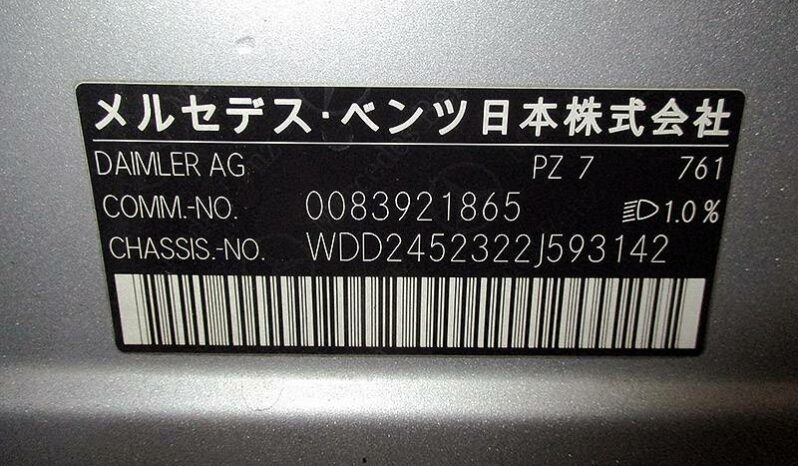 メルセデス・ベンツ日本株式会社
DAIMLER AG PZ 7 761
COMM.-NO. 0083921865 1.0%
CHASSIS.-NO. WDD2452322J593142